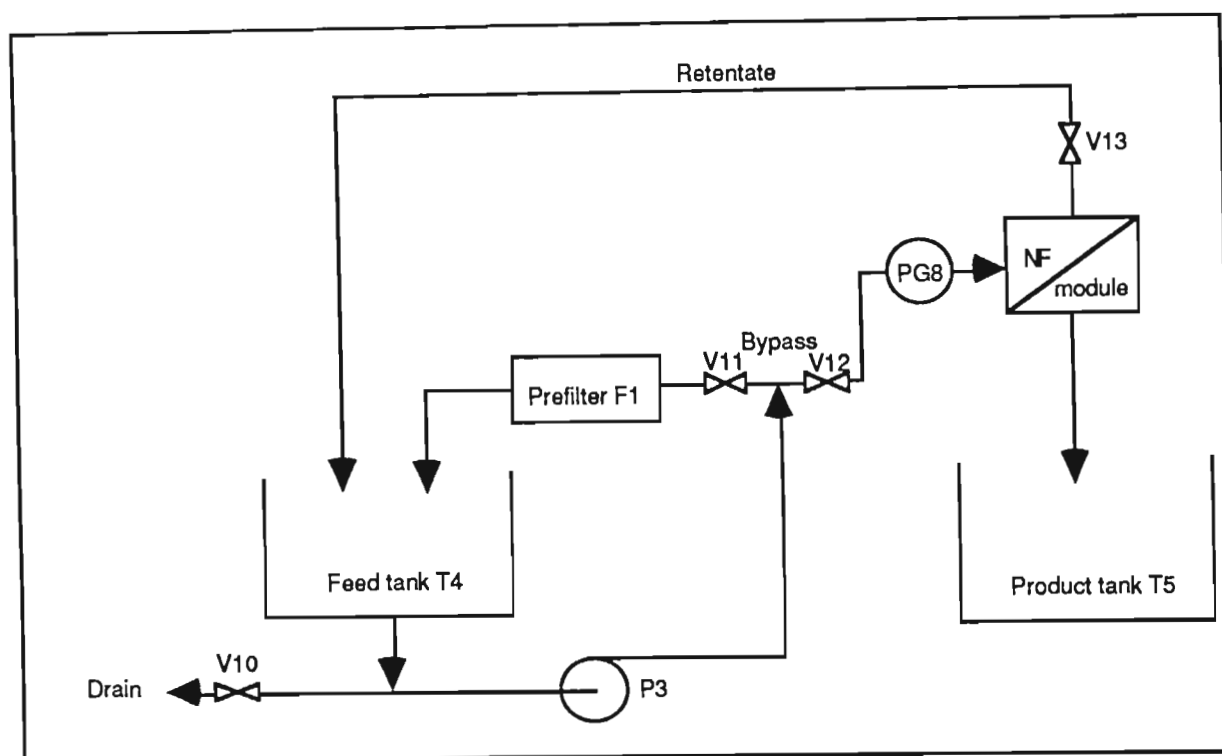 Retentate
V13
PG8
NF
module
Bypass
V11
V12
Prefilter F1
Feed tank T4
Product tank T5
V10
Drain
P3